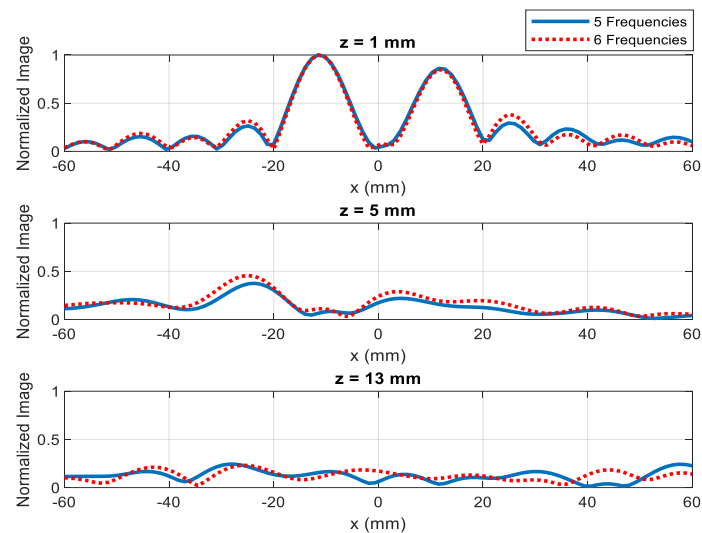 5 Frequencies
6 Frequencies
z = 1 mm
Normalized Image
1
0.5
0
-60 -40 -20 0 20 40 60
x (mm)
z = 5 mm
Normalized Image
1
0.5
0
-60 -40 -20 0 20 40 60
x (mm)
z = 13 mm
Normalized Image
1
0.5
0
-60 -40 -20 0 20 40 60
x (mm)